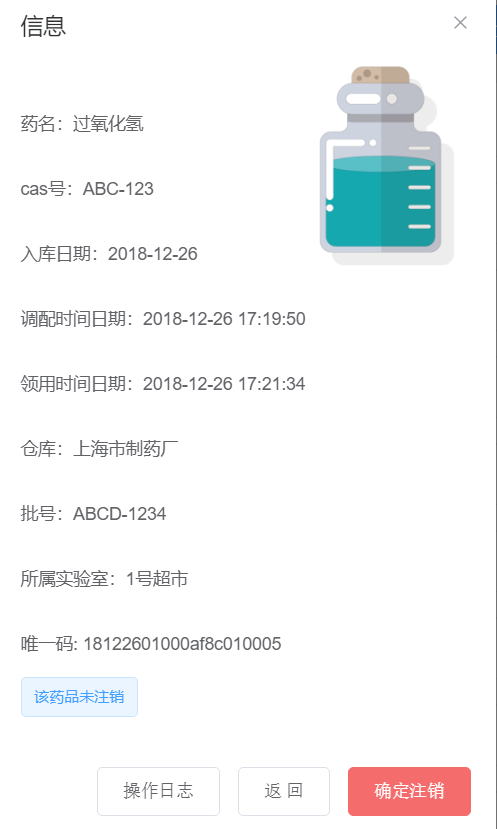 信息
药名：过氧化氢
cas号：ABC-123
入库日期：2018-12-26
调配时间日期：2018-12-26 17:19:50
领用时间日期：2018-12-26 17:21:34
仓库：上海市制药厂
批号：ABCD-1234
所属实验室：1号超市
唯一码: 18122601000af8c010005
该药品未注销
操作日志 返 回 确定注销